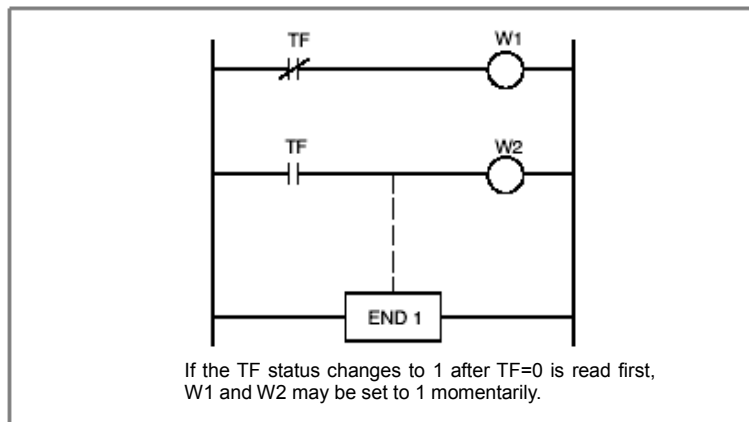 TF W1
TF W2
END 1
If the TF status changes to 1 after TF=0 is read first,
W1 and W2 may be set to 1 momentarily.